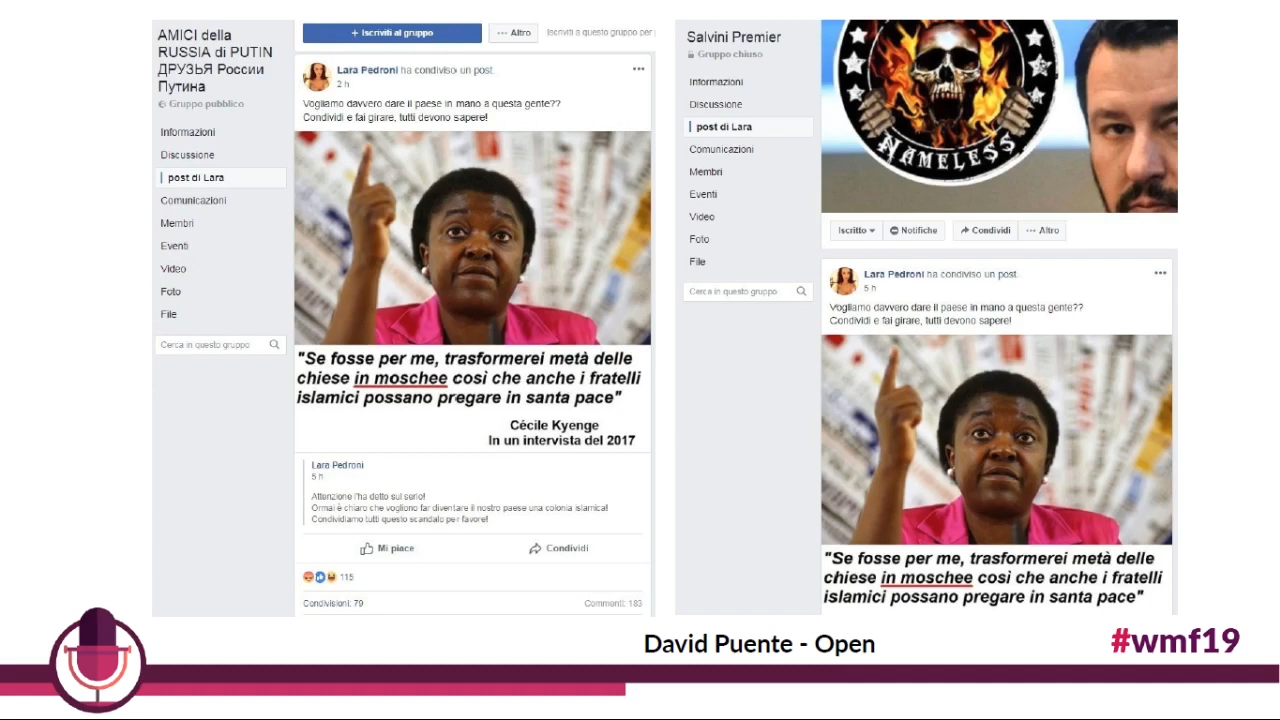 AMICI della
RUSSIA di PUTIN
ДРУЗЬЯ России
Путина
Gruppo pubblico
Informazioni
Discussione
post di Lara
Comunicazioni
Membri
Eventi
Video
Foto
File
Cerca in questo gruppo
+ Iscriviti al gruppo
··· Altro
Iscriviti a questo gruppo per
Lara Pedroni ha condiviso un post.
2 h
Vogliamo davvero dare il paese in mano a questa gente??
Condividi e fai girare, tutti devono sapere!
"Se fosse per me, trasformerei metà delle
chiese in moschee così che anche i fratelli
islamici possano pregare in santa pace"
Cécile Kyenge
In un intervista del 2017
Lara Pedroni
5 h
Attenzione l'ha detto sul serio!
Ormai è chiaro che vogliono far diventare il nostro paese una colonia islamica!
Condividiamo tutti questo scandalo per favore!
Mi piace
Condividi
115
Condivisioni: 79
Commenti: 183
Salvini Premier
Gruppo chiuso
Informazioni
Discussione
post di Lara
Comunicazioni
Membri
Eventi
Video
Foto
File
Cerca in questo gruppo
NAMELESS
Iscritto
Notifiche
Condividi
··· Altro
Lara Pedroni ha condiviso un post.
5 h
Vogliamo davvero dare il paese in mano a questa gente??
Condividi e fai girare, tutti devono sapere!
"Se fosse per me, trasformerei metà delle
chiese in moschee così che anche i fratelli
islamici possano pregare in santa pace"
David Puente - Open
#wmf19